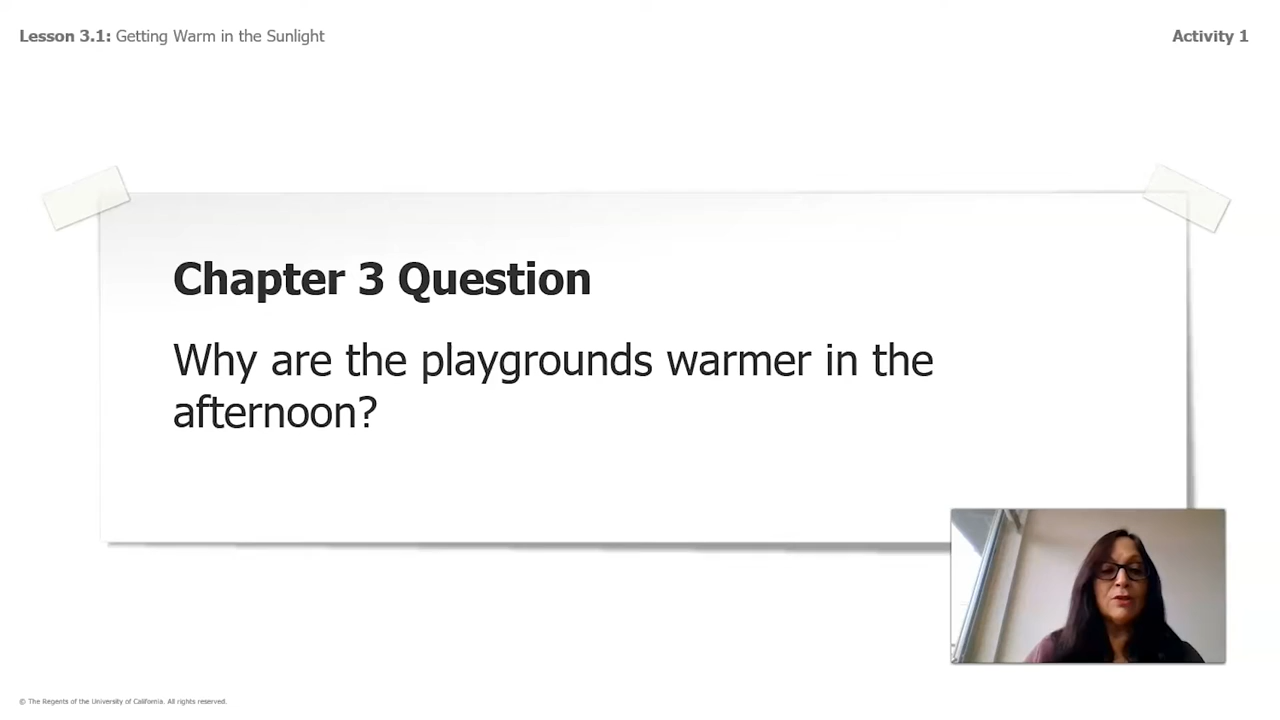 Lesson 3.1: Getting Warm in the Sunlight
Activity 1
Chapter 3 Question
Why are the playgrounds warmer in the
afternoon?
© The Regents of the University of California. All rights reserved.